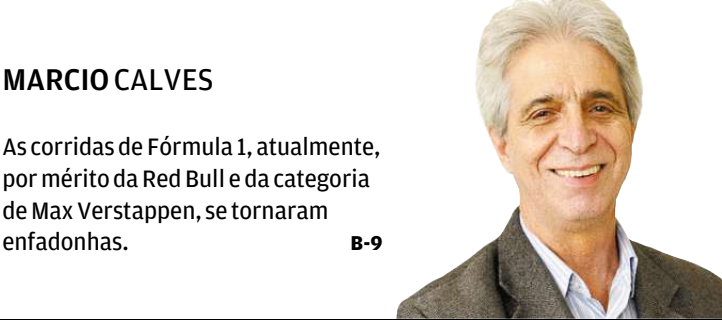 MARCIO CALVES
As corridas de Fórmula 1, atualmente,
por mérito da Red Bull e da categoria
de Max Verstappen, se tornaram
enfadonhas. B-9